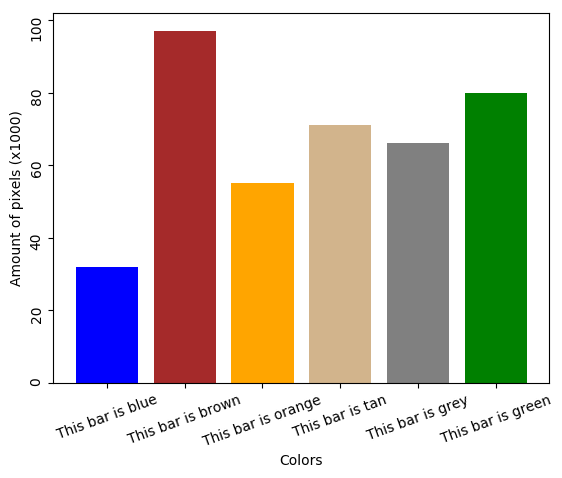 Amount of pixels (x1000)
100
80
60
40
20
0
This bar is blue
This bar is brown
This bar is orange
This bar is tan
This bar is grey
This bar is green
Colors